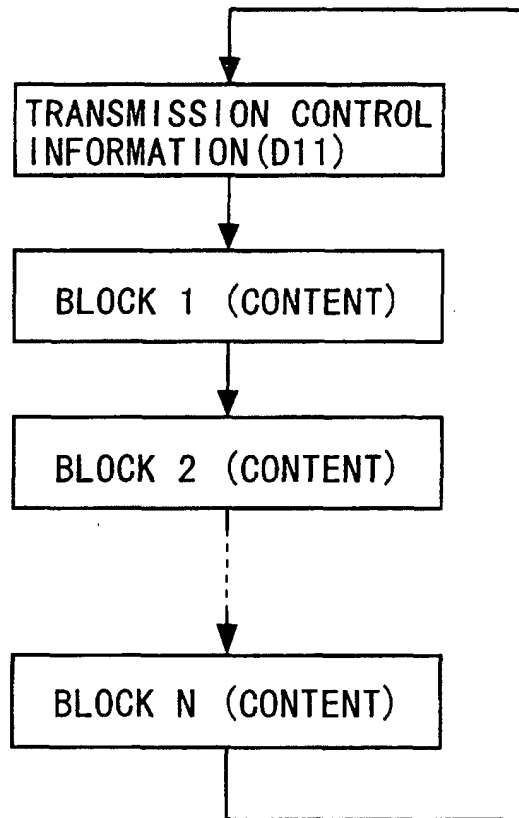 TRANSMISSION CONTROL
INFORMATION(D11)
BLOCK 1 (CONTENT)
BLOCK 2 (CONTENT)
BLOCK N (CONTENT)